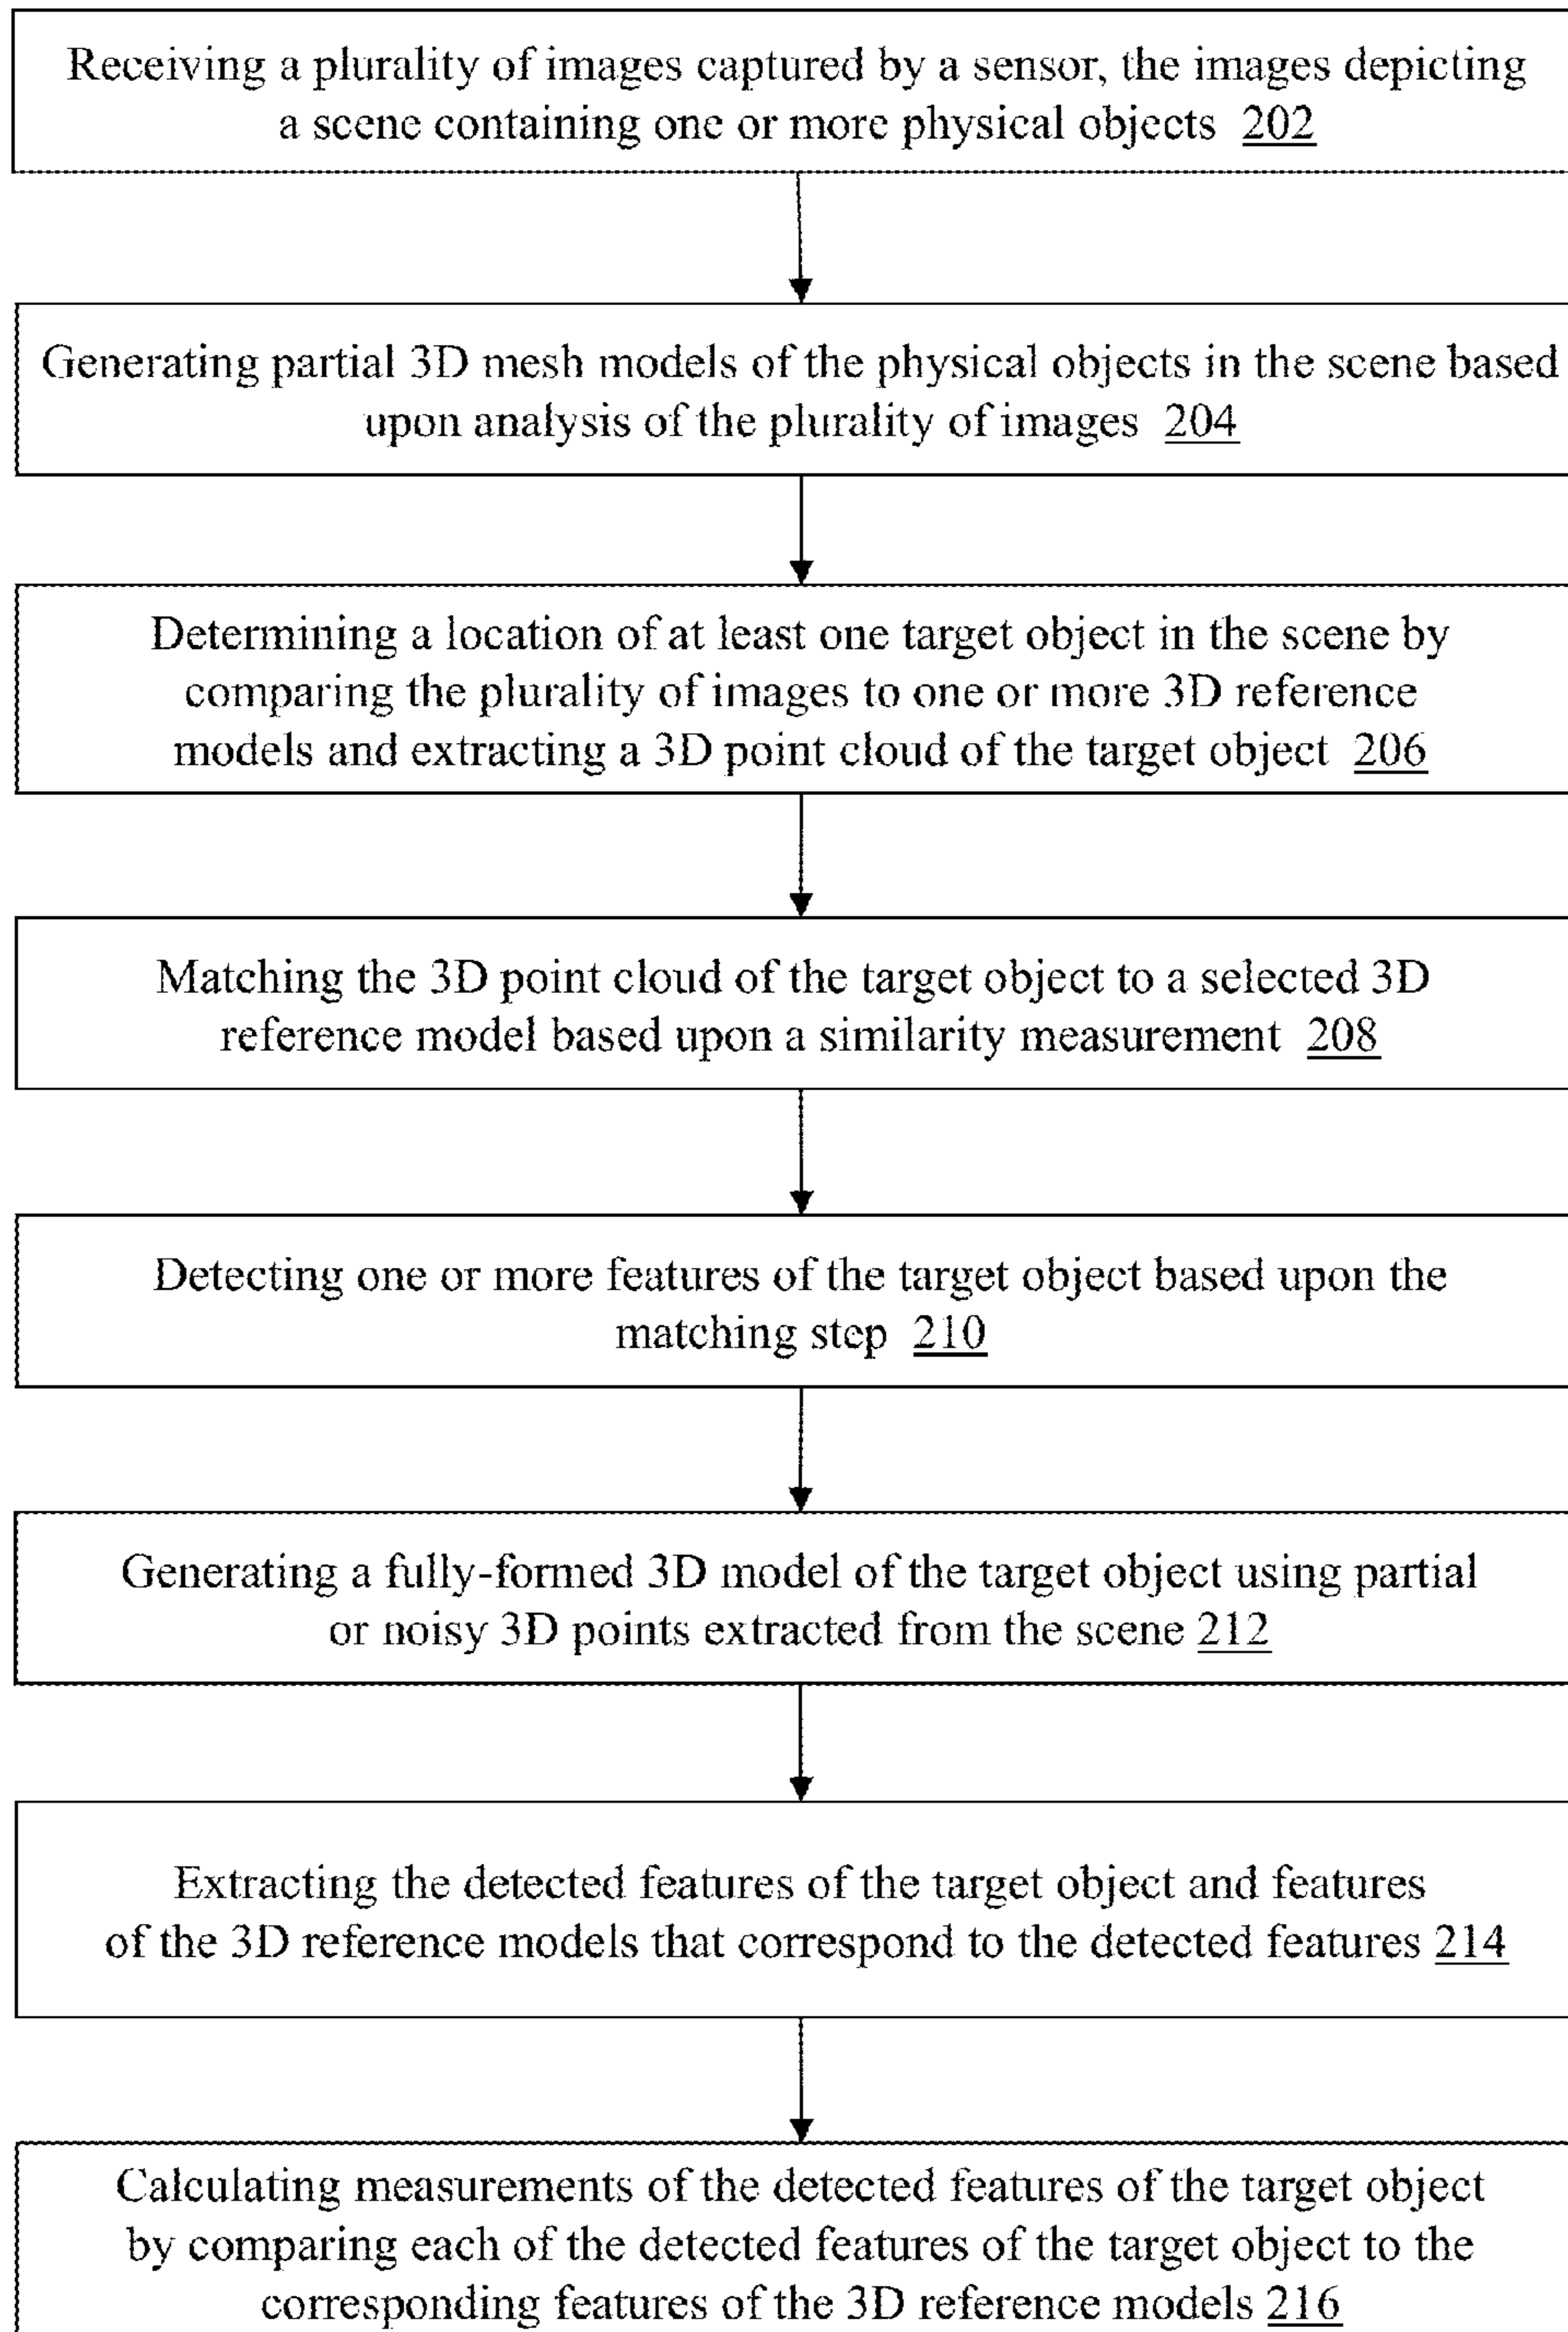 Receiving a plurality of images captured by a sensor, the images depicting
a scene containing one or more physical objects 202
Generating partial 3D mesh models of the physical objects in the scene based
upon analysis of the plurality of images 204
Determining a location of at least one target object in the scene by
comparing the plurality of images to one or more 3D reference
models and extracting a 3D point cloud of the target object 206
Matching the 3D point cloud of the target object to a selected 3D
reference model based upon a similarity measurement 208
Detecting one or more features of the target object based upon the
matching step 210
Generating a fully-formed 3D model of the target object using partial
or noisy 3D points extracted from the scene 212
Extracting the detected features of the target object and features
of the 3D reference models that correspond to the detected features 214
Calculating measurements of the detected features of the target object
by comparing each of the detected features of the target object to the
corresponding features of the 3D reference models 216